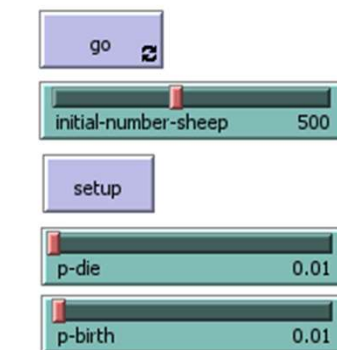 go
initial-number-sheep 500
setup
p-die 0.01
p-birth 0.01